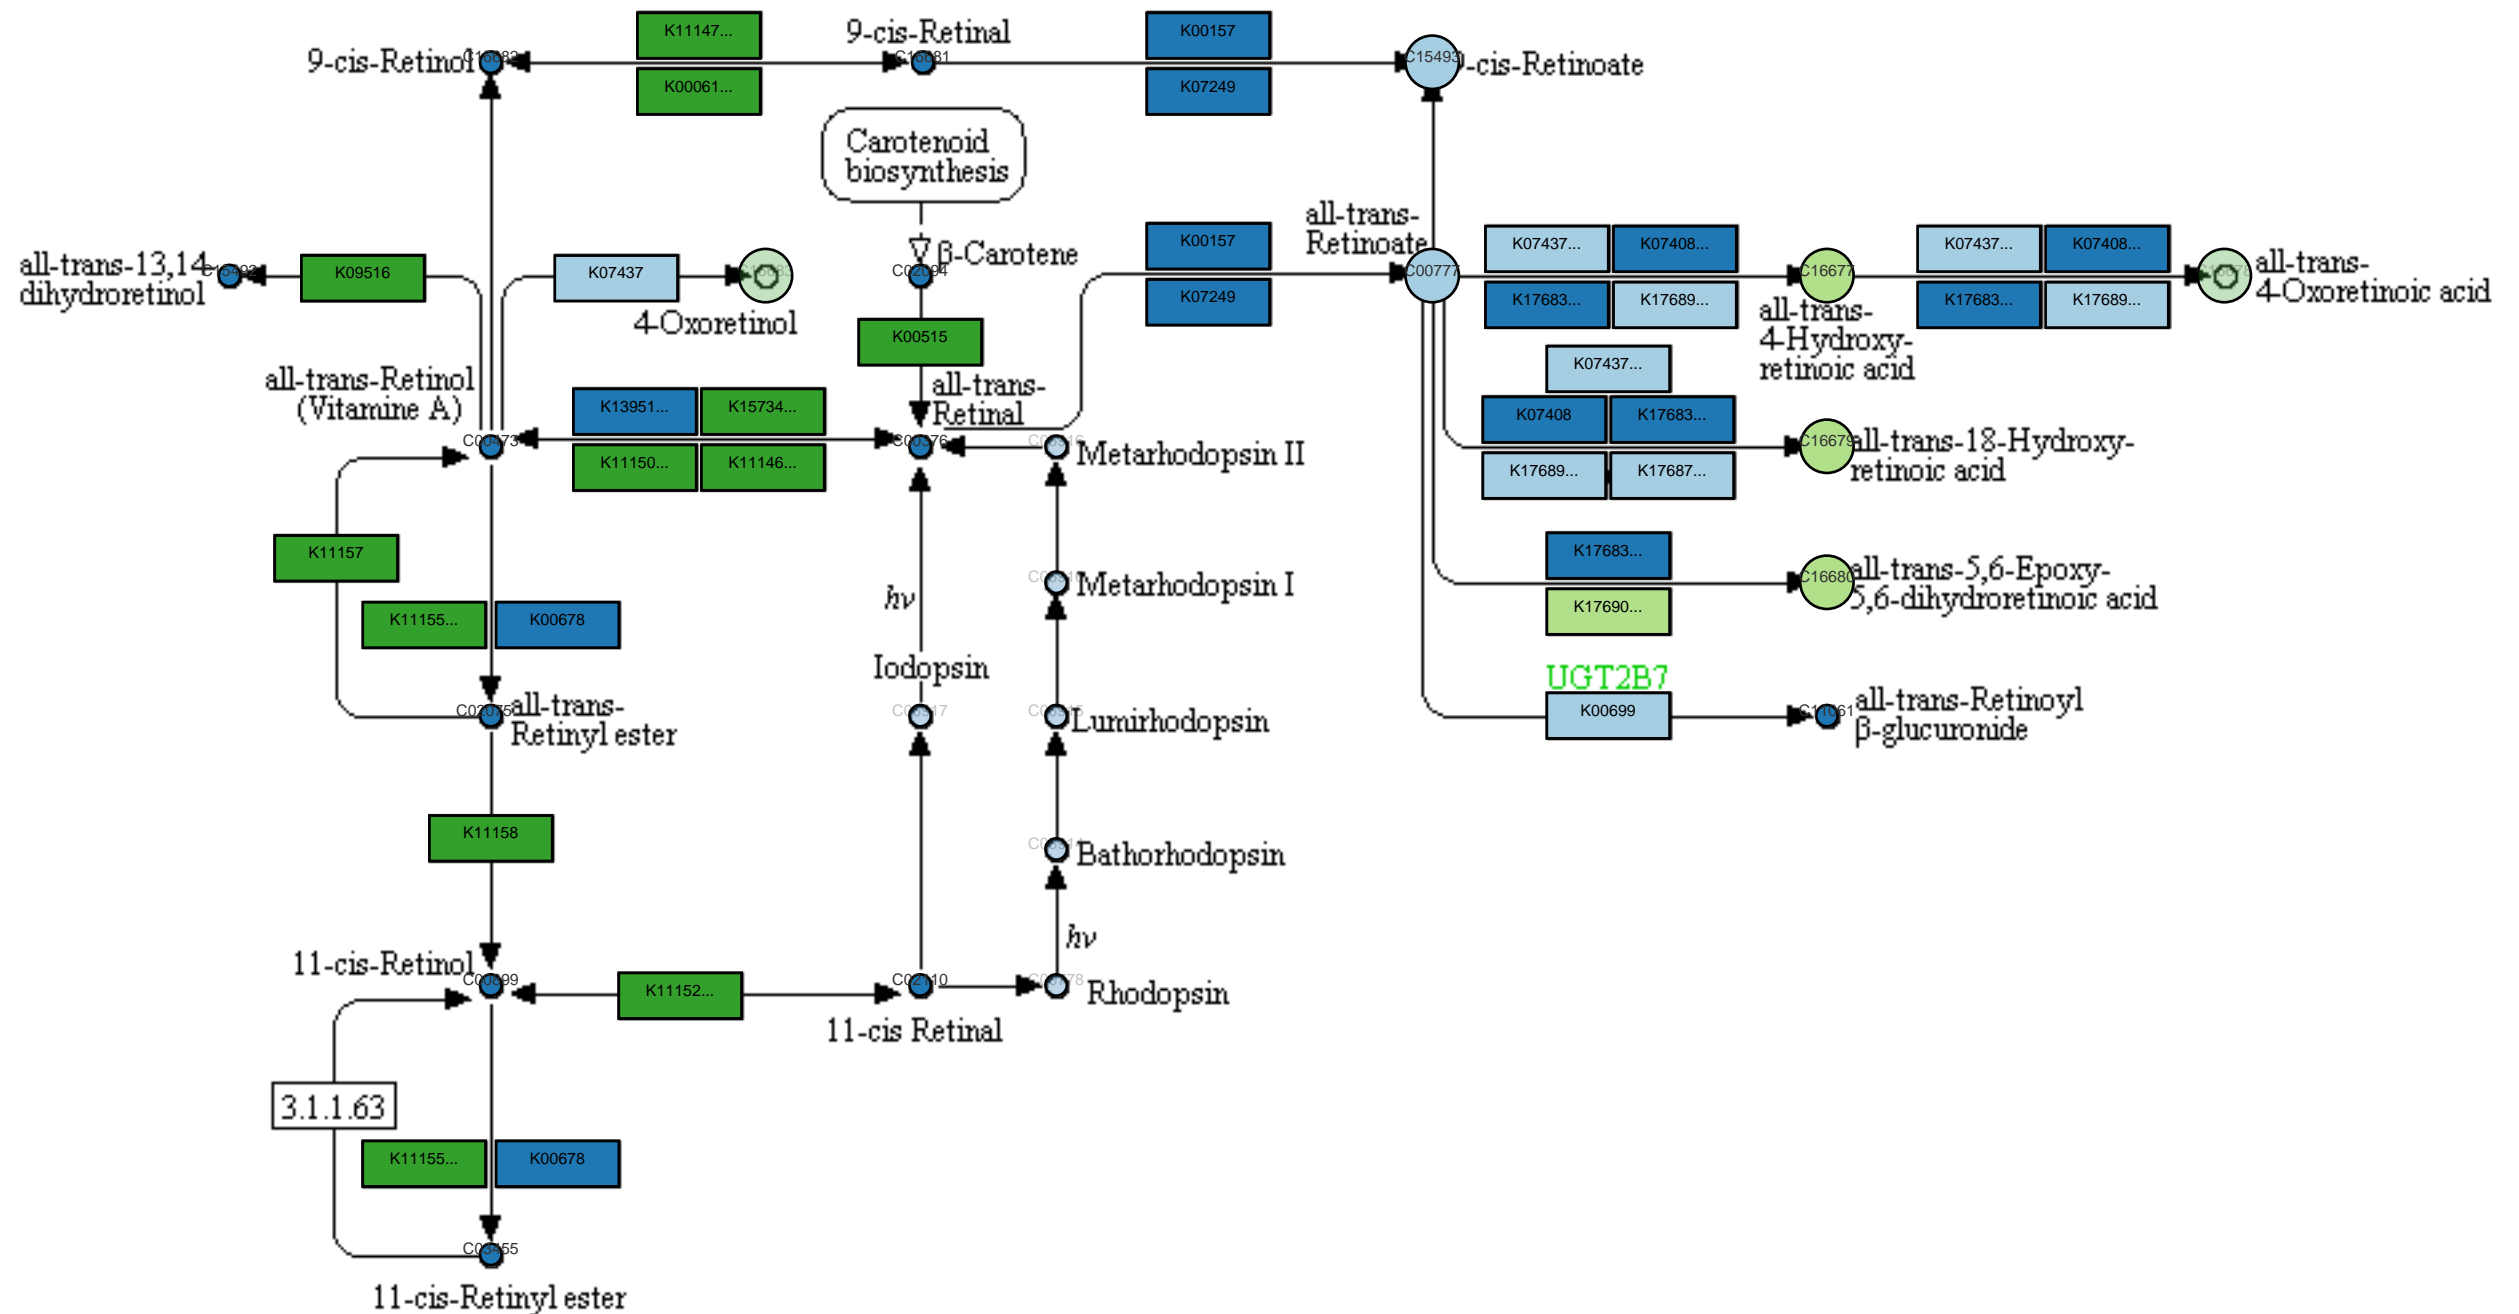 K11147...
9-cis-Retinal
K00157
9-cis-Retinol
C15493
-cis-Retinoate
K00061...
K07249
Carotenoid
biosynthesis
all-trans-
Retinoate
K00157
K07437...
K07408...
K07437...
K07408...
all-trans-13,14
dihydroretinol
K09516
K07437
β-Carotene
C02094
C00777
C16677
all-trans-
4-Oxoretinoic acid
4-Oxoretinol
K07249
K17683...
K17689...
K17683...
K17689...
all-trans-
4-Hydroxy-
retinoic acid
K00515
K07437...
all-trans-Retinol
(Vitamine A)
all-trans-
Retinal
K13951...
K15734...
K07408
K17683...
C00473
C00376
Metarhodopsin II
C16679
all-trans-18-Hydroxy-
retinoic acid
K11150...
K11146...
K17689...
K17687...
K11157
K17683...
hν
Metarhodopsin I
C16680
all-trans-5,6-Epoxy-
5,6-dihydroretinoic acid
K11155...
K00678
K17690...
Iodopsin
UGT2B7
C02075
all-trans-
Retinyl ester
Lumirhodopsin
K00699
C11061
all-trans-Retinoyl
β-glucuronide
K11158
Bathorhodopsin
hν
11-cis-Retinol
C00899
K11152...
C02110
Rhodopsin
11-cis Retinal
3.1.1.63
K11155...
K00678
C03455
11-cis-Retinyl ester